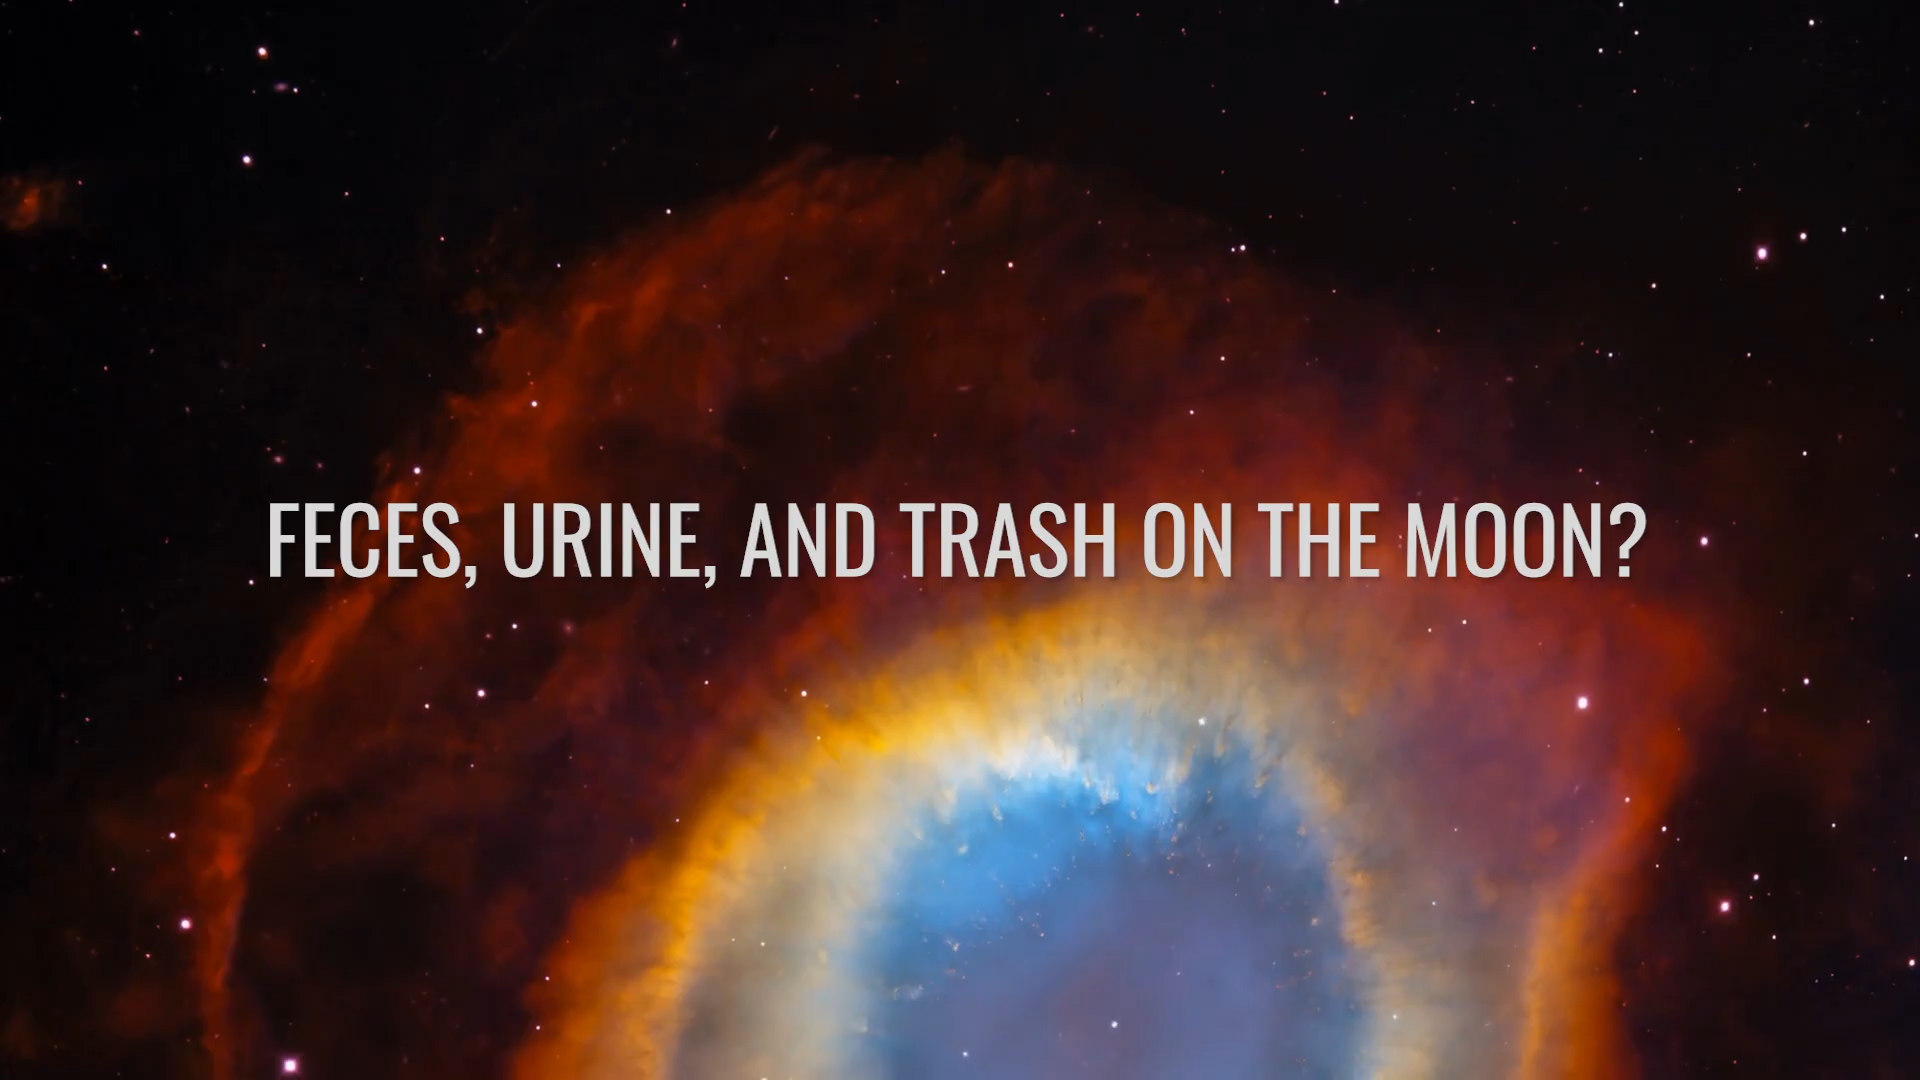 FECES, URINE, AND TRASH ON THE MOON?